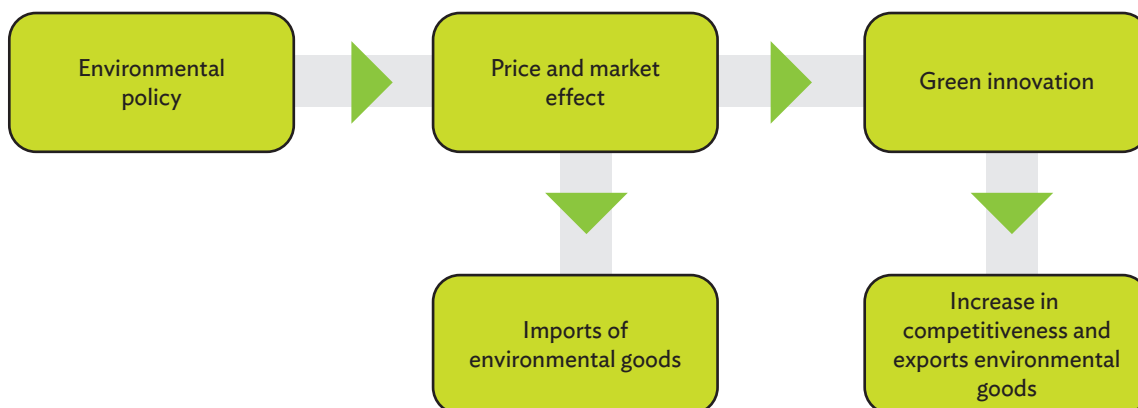 Environmental
policy
Price and market
effect
Green innovation
Imports of
environmental goods
Increase in
competitiveness and
exports environmental
goods